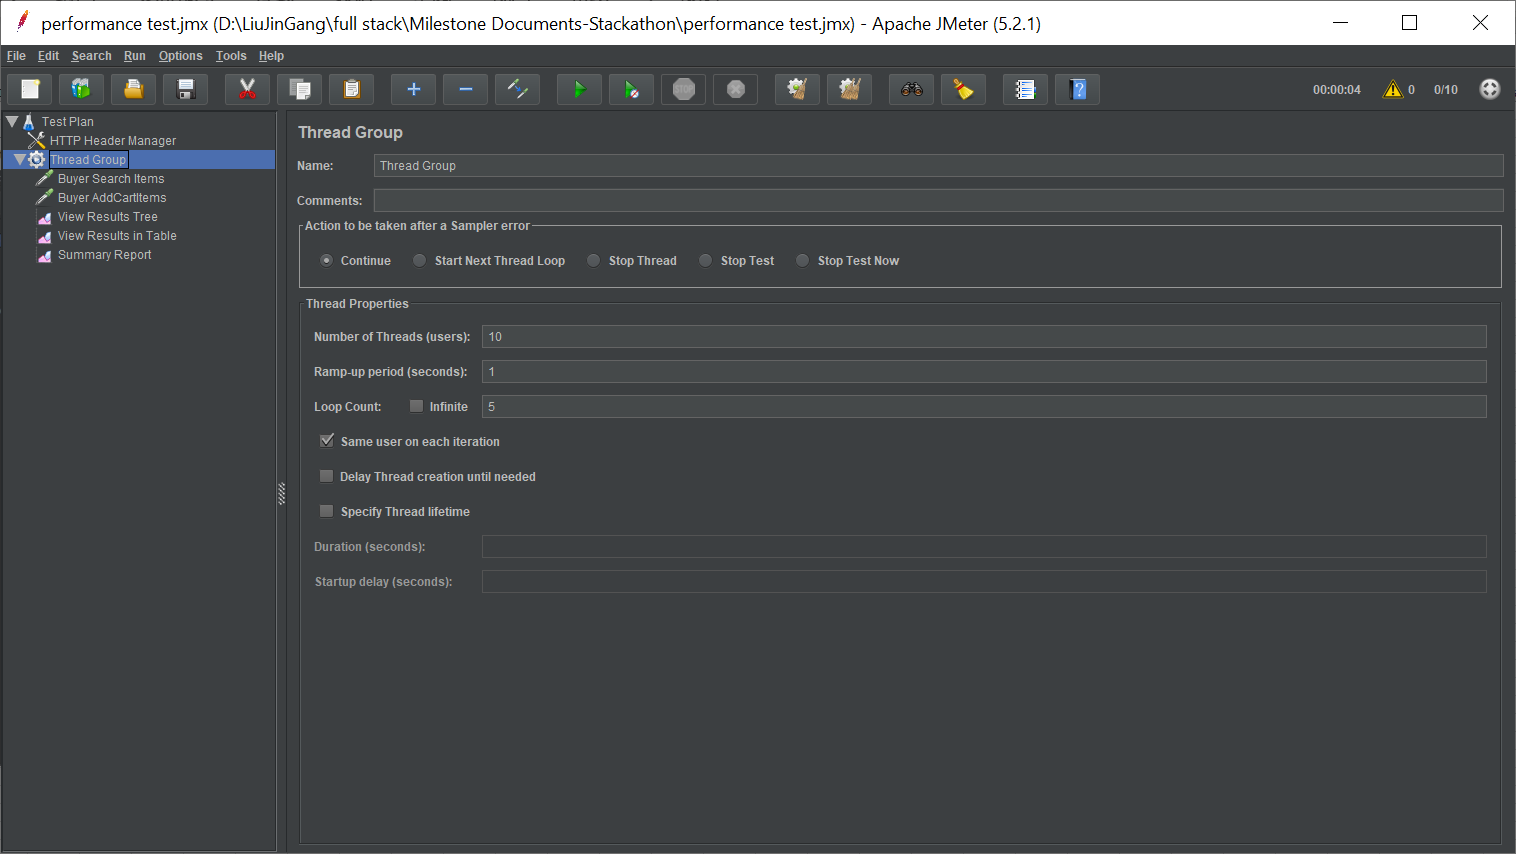 performance test.jmx (D:\LiuJinGang\full stack\Milestone Documents-Stackathon\performance test.jmx) - Apache JMeter (5.2.1)
File Edit Search Run Options Tools Help
STOP 00:00:04 0 0/10
Test Plan
HTTP Header Manager
Thread Group
Buyer Search Items
Buyer AddCartItems
View Results Tree
View Results in Table
Summary Report
Thread Group
Name: Thread Group
Comments:
Action to be taken after a Sampler error
Continue Start Next Thread Loop Stop Thread Stop Test Stop Test Now
Thread Properties
Number of Threads (users): 10
Ramp-up period (seconds): 1
Loop Count: Infinite 5
Same user on each iteration
Delay Thread creation until needed
Specify Thread lifetime
Duration (seconds):
Startup delay (seconds):